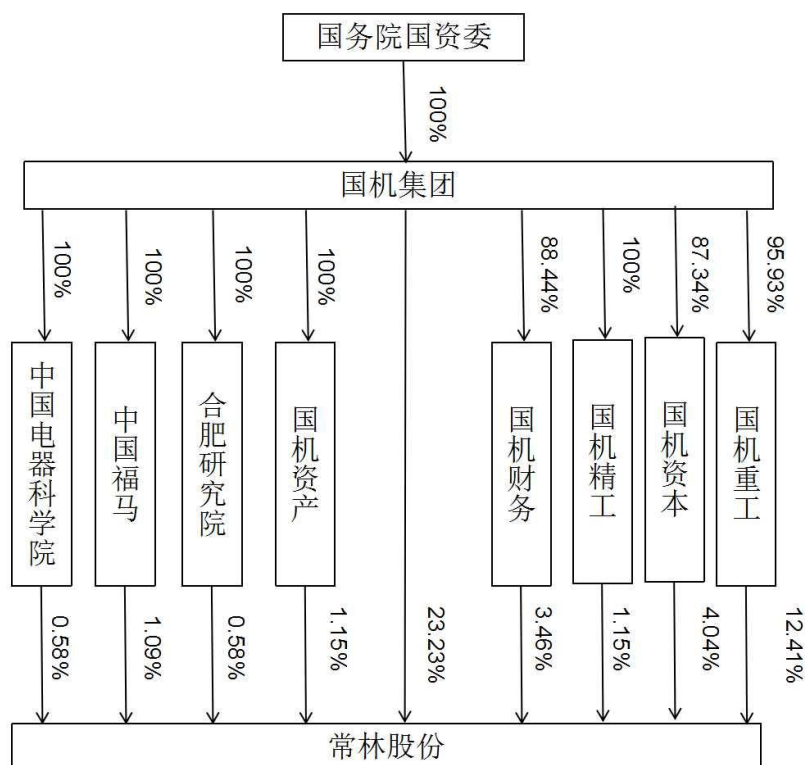 国务院国资委
100%
国机集团
100%
100%
100%
100%
88.44%
100%
87.34%
95.93%
中国电器科学院
中国福马
合肥研究院
国机资产
国机财务
国机精工
国机资本
国机重工
0.58%
1.09%
0.58%
1.15%
23.23%
3.46%
1.15%
4.04%
12.41%
常林股份